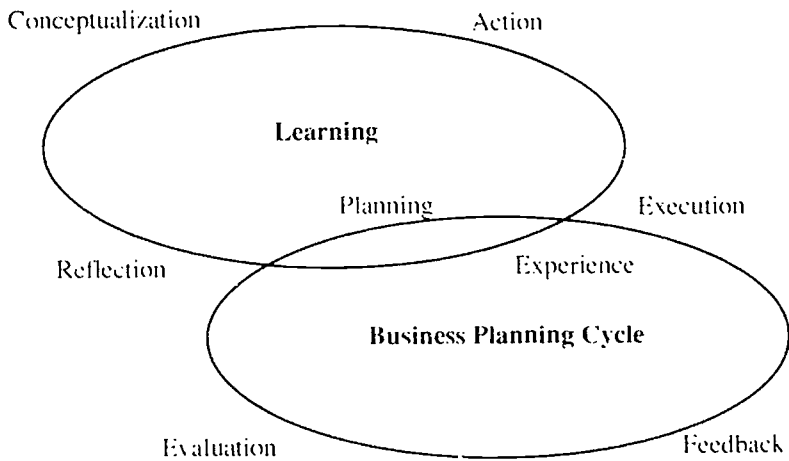 Conceptualization Action
Learning
Planning Execution
Reflection Experience
Business Planning Cycle
Evaluation Feedback